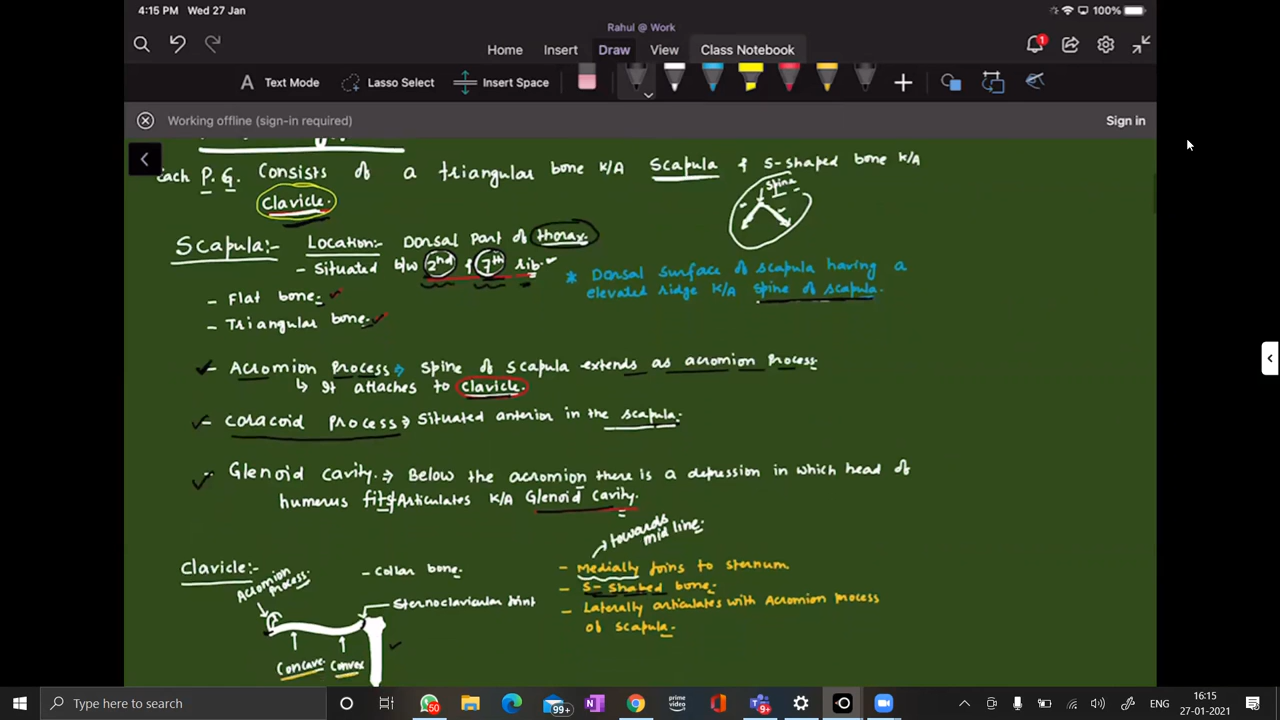 4:15 PM Wed 27 Jan
100%
Rahul @ Work
Home Insert Draw View Class Notebook
1
Text Mode Lasso Select Insert Space
Working offline (sign-in required) Sign in
Each P. G. Consists of a triangular bone K/A Scapula & S-shaped bone K/A
Clavicle.
Spine
Scapula:- Location:- Dorsal Part of thorax
- Situated b/w 2nd & 7th rib.
* Dorsal surface of scapula having a
elevated ridge K/A spine of scapula.
- Flat bone.
- Triangular bone.
Acromion Process → Spine of scapula extends as acromion Process.
↳ It attaches to Clavicle.
- Coracoid Process → Situated anterior in the scapula.
- Glenoid cavity. → Below the acromion there is a depression in which head of
humerus fits/Articulates K/A Glenoid Cavity.
→ towards
mid line.
Clavicle:-
- Collar bone.
Acromion
Process.
Sternoclavicular Joint
Concave. Convex
- Medially Joins to sternum
- S-Shaped bone.
- Laterally articulates with Acromion Process
of scapula.
Type here to search
50
99+
9+
ENG
16:15
27-01-2021